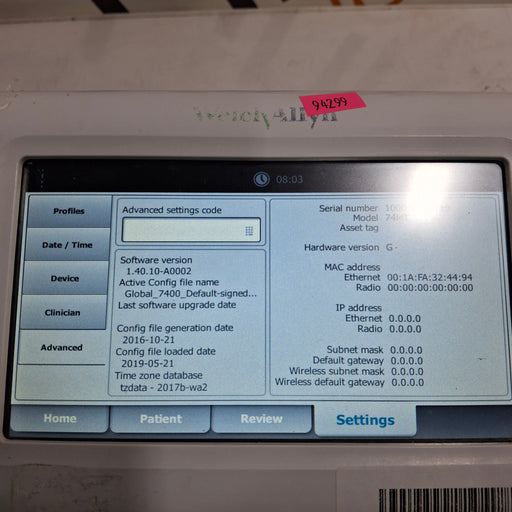 WelchAllyn
94299
08:03
Profiles
Date / Time
Device
Clinician
Advanced
Advanced settings code
Software version
1.40.10-A0002
Active Config file name
Global_7400_Default-signed...
Last software upgrade date
Config file generation date
2016-10-21
Config file loaded date
2019-05-21
Time zone database
tzdata - 2017b-wa2
Serial number
Model
Asset tag
Hardware version G-
MAC address
Ethernet 00:1A:FA:32:44:94
Radio 00:00:00:00:00:00
IP address
Ethernet 0.0.0.0
Radio 0.0.0.0
Subnet mask 0.0.0.0
Default gateway 0.0.0.0
Wireless subnet mask 0.0.0.0
Wireless default gateway 0.0.0.0
Home
Patient
Review
Settings